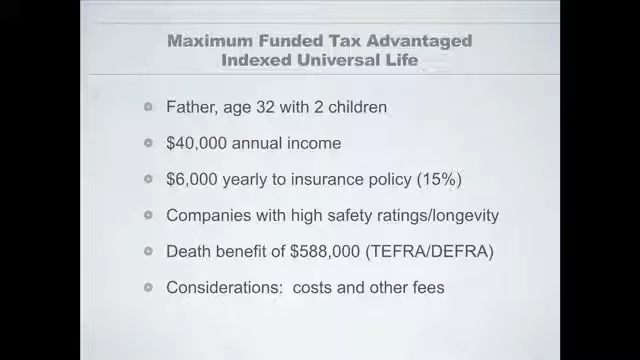 Maximum Funded Tax Advantaged
Indexed Universal Life
Father, age 32 with 2 children
$40,000 annual income
$6,000 yearly to insurance policy (15%)
Companies with high safety ratings/longevity
Death benefit of $588,000 (TEFRA/DEFRA)
Considerations:  costs and other fees